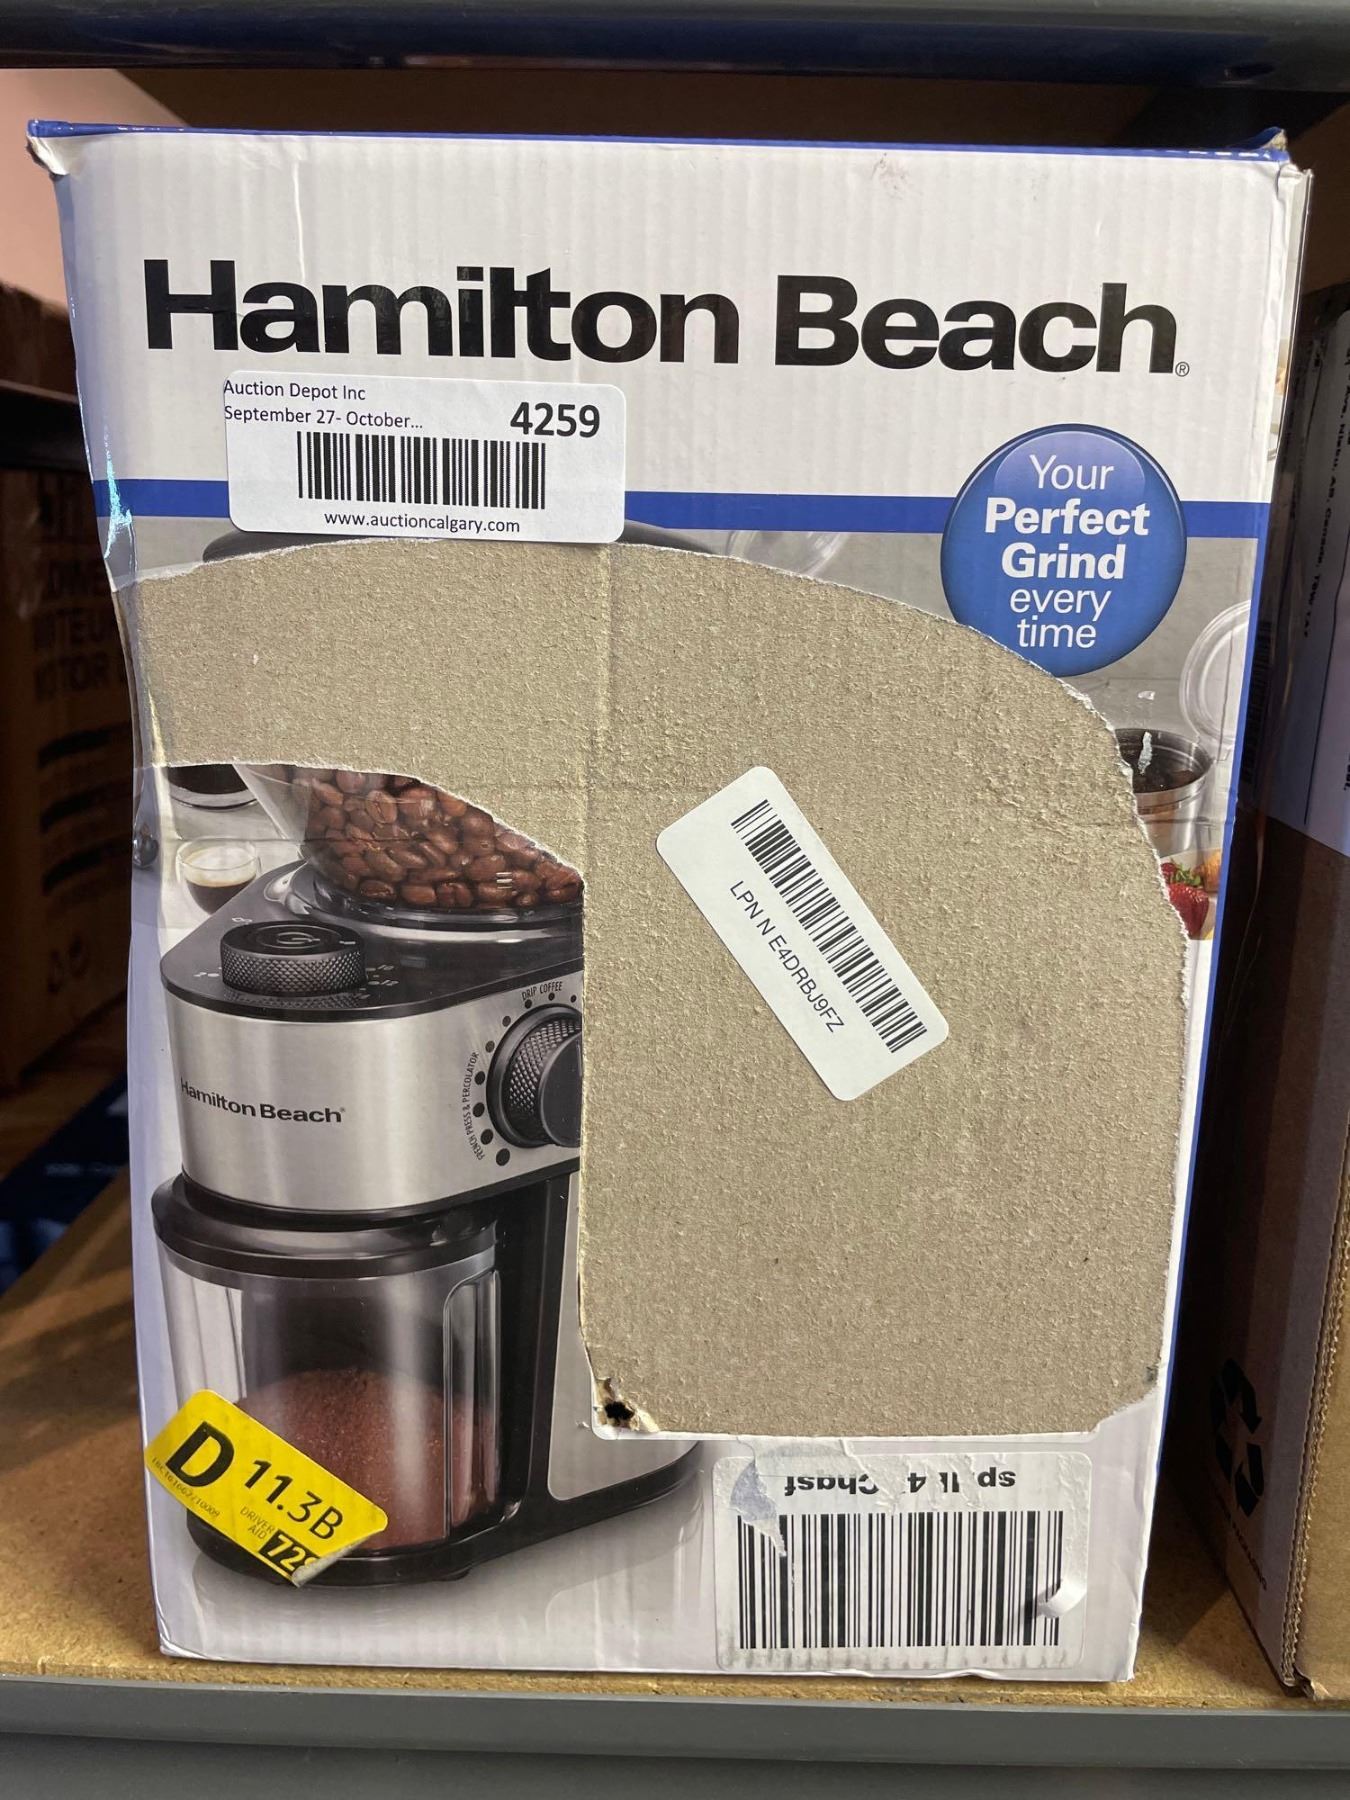 Hamilton Beach®
Auction Depot Inc
September 27- October...
4259
www.auctioncalgary.com
Your
Perfect
Grind
every
time
LPN N E4DRBJ9FZ
DRIP COFFEE
FRENCH PRESS & PERCOLATOR
Hamilton Beach®
D 11.3B
DRIVER
AID
Chasf